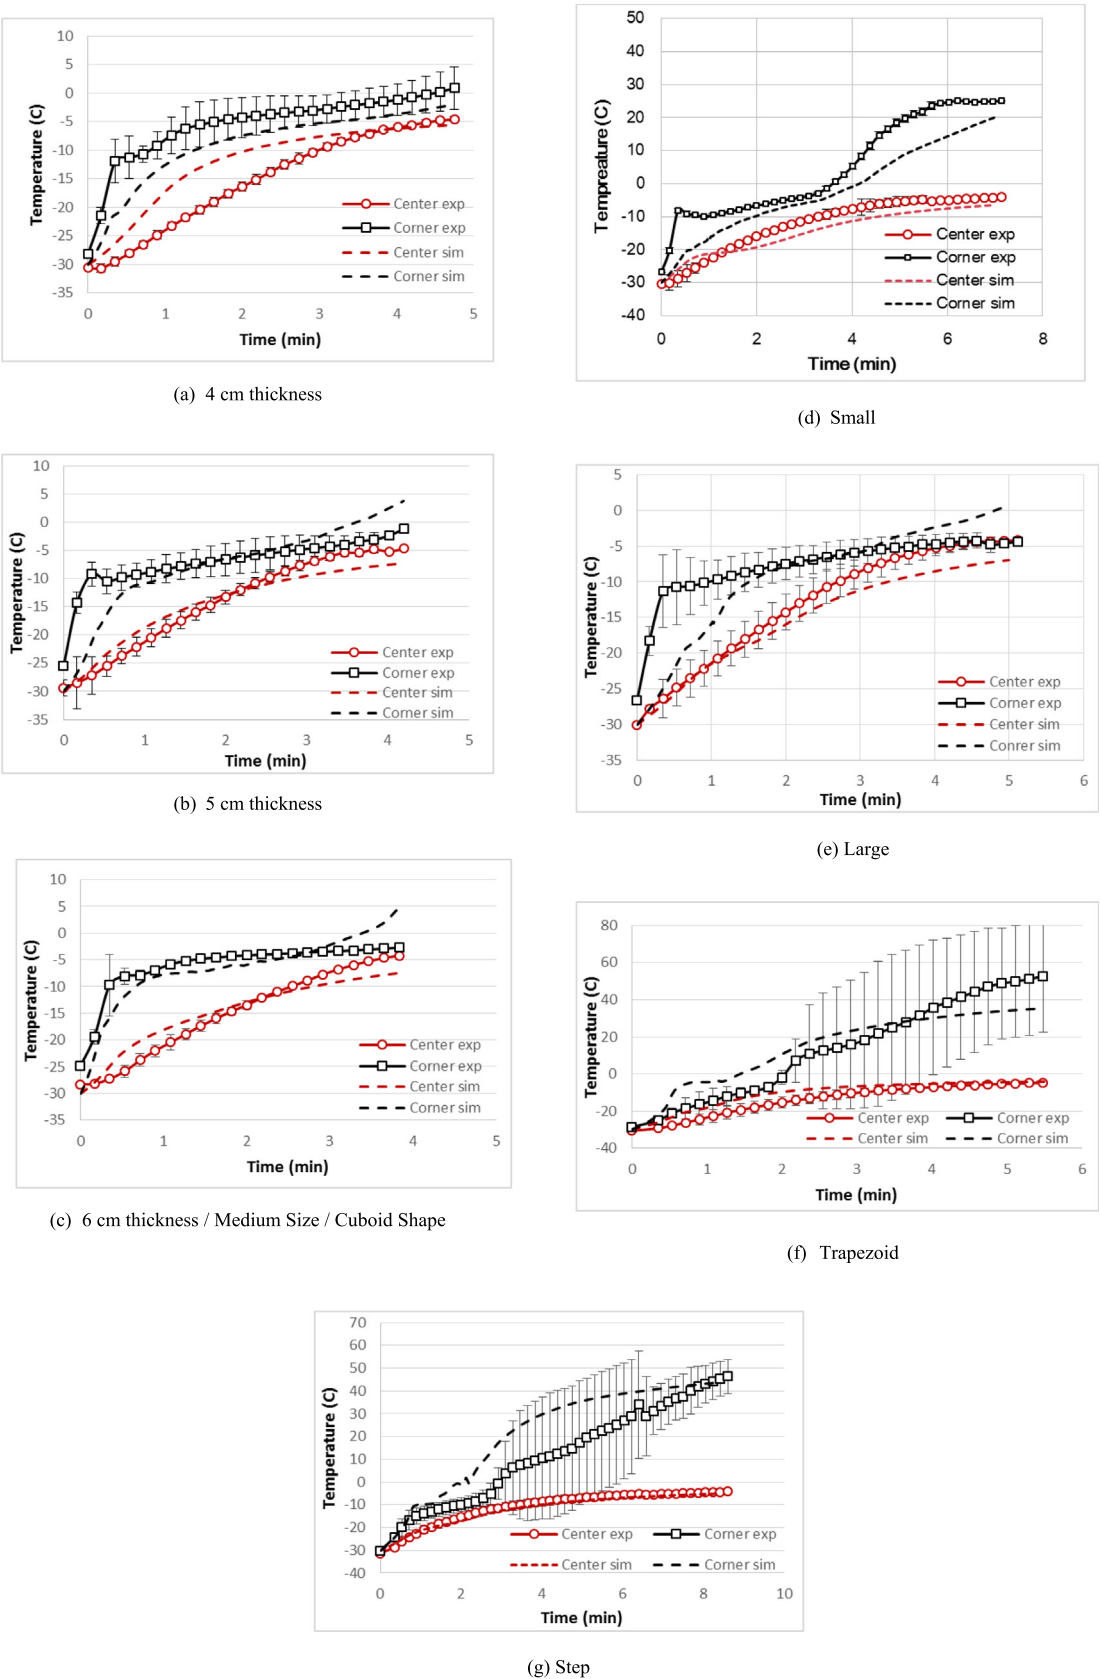 10
5
0
-5
-10
-15
-20
-25
-30
-35
Temperature (C)
0 1 2 3 4 5
Time (min)
Center exp
Corner exp
Center sim
Corner sim
(a) 4 cm thickness
50
40
30
20
10
0
-10
-20
-30
-40
Tempreature (C)
0 2 4 6 8
Time (min)
Center exp
Corner exp
Center sim
Corner sim
(d) Small
10
5
0
-5
-10
-15
-20
-25
-30
-35
Temperature (C)
0 1 2 3 4 5
Time (min)
Center exp
Corner exp
Center sim
Corner sim
(b) 5 cm thickness
5
0
-5
-10
-15
-20
-25
-30
-35
Temperature (C)
0 1 2 3 4 5 6
Time (min)
Center exp
Corner exp
Center sim
Conrer sim
(e) Large
10
5
0
-5
-10
-15
-20
-25
-30
-35
Temperature (C)
0 1 2 3 4 5
Time (min)
Center exp
Corner exp
Center sim
Corner sim
(c) 6 cm thickness / Medium Size / Cuboid Shape
80
60
40
20
0
-20
-40
Temperature (C)
0 1 2 3 4 5 6
Time (min)
Center exp Corner exp
Center sim Corner sim
(f) Trapezoid
70
60
50
40
30
20
10
0
-10
-20
-30
-40
Temperature (C)
0 2 4 6 8 10
Time (min)
Center exp Corner exp
Center sim Corner sim
(g) Step